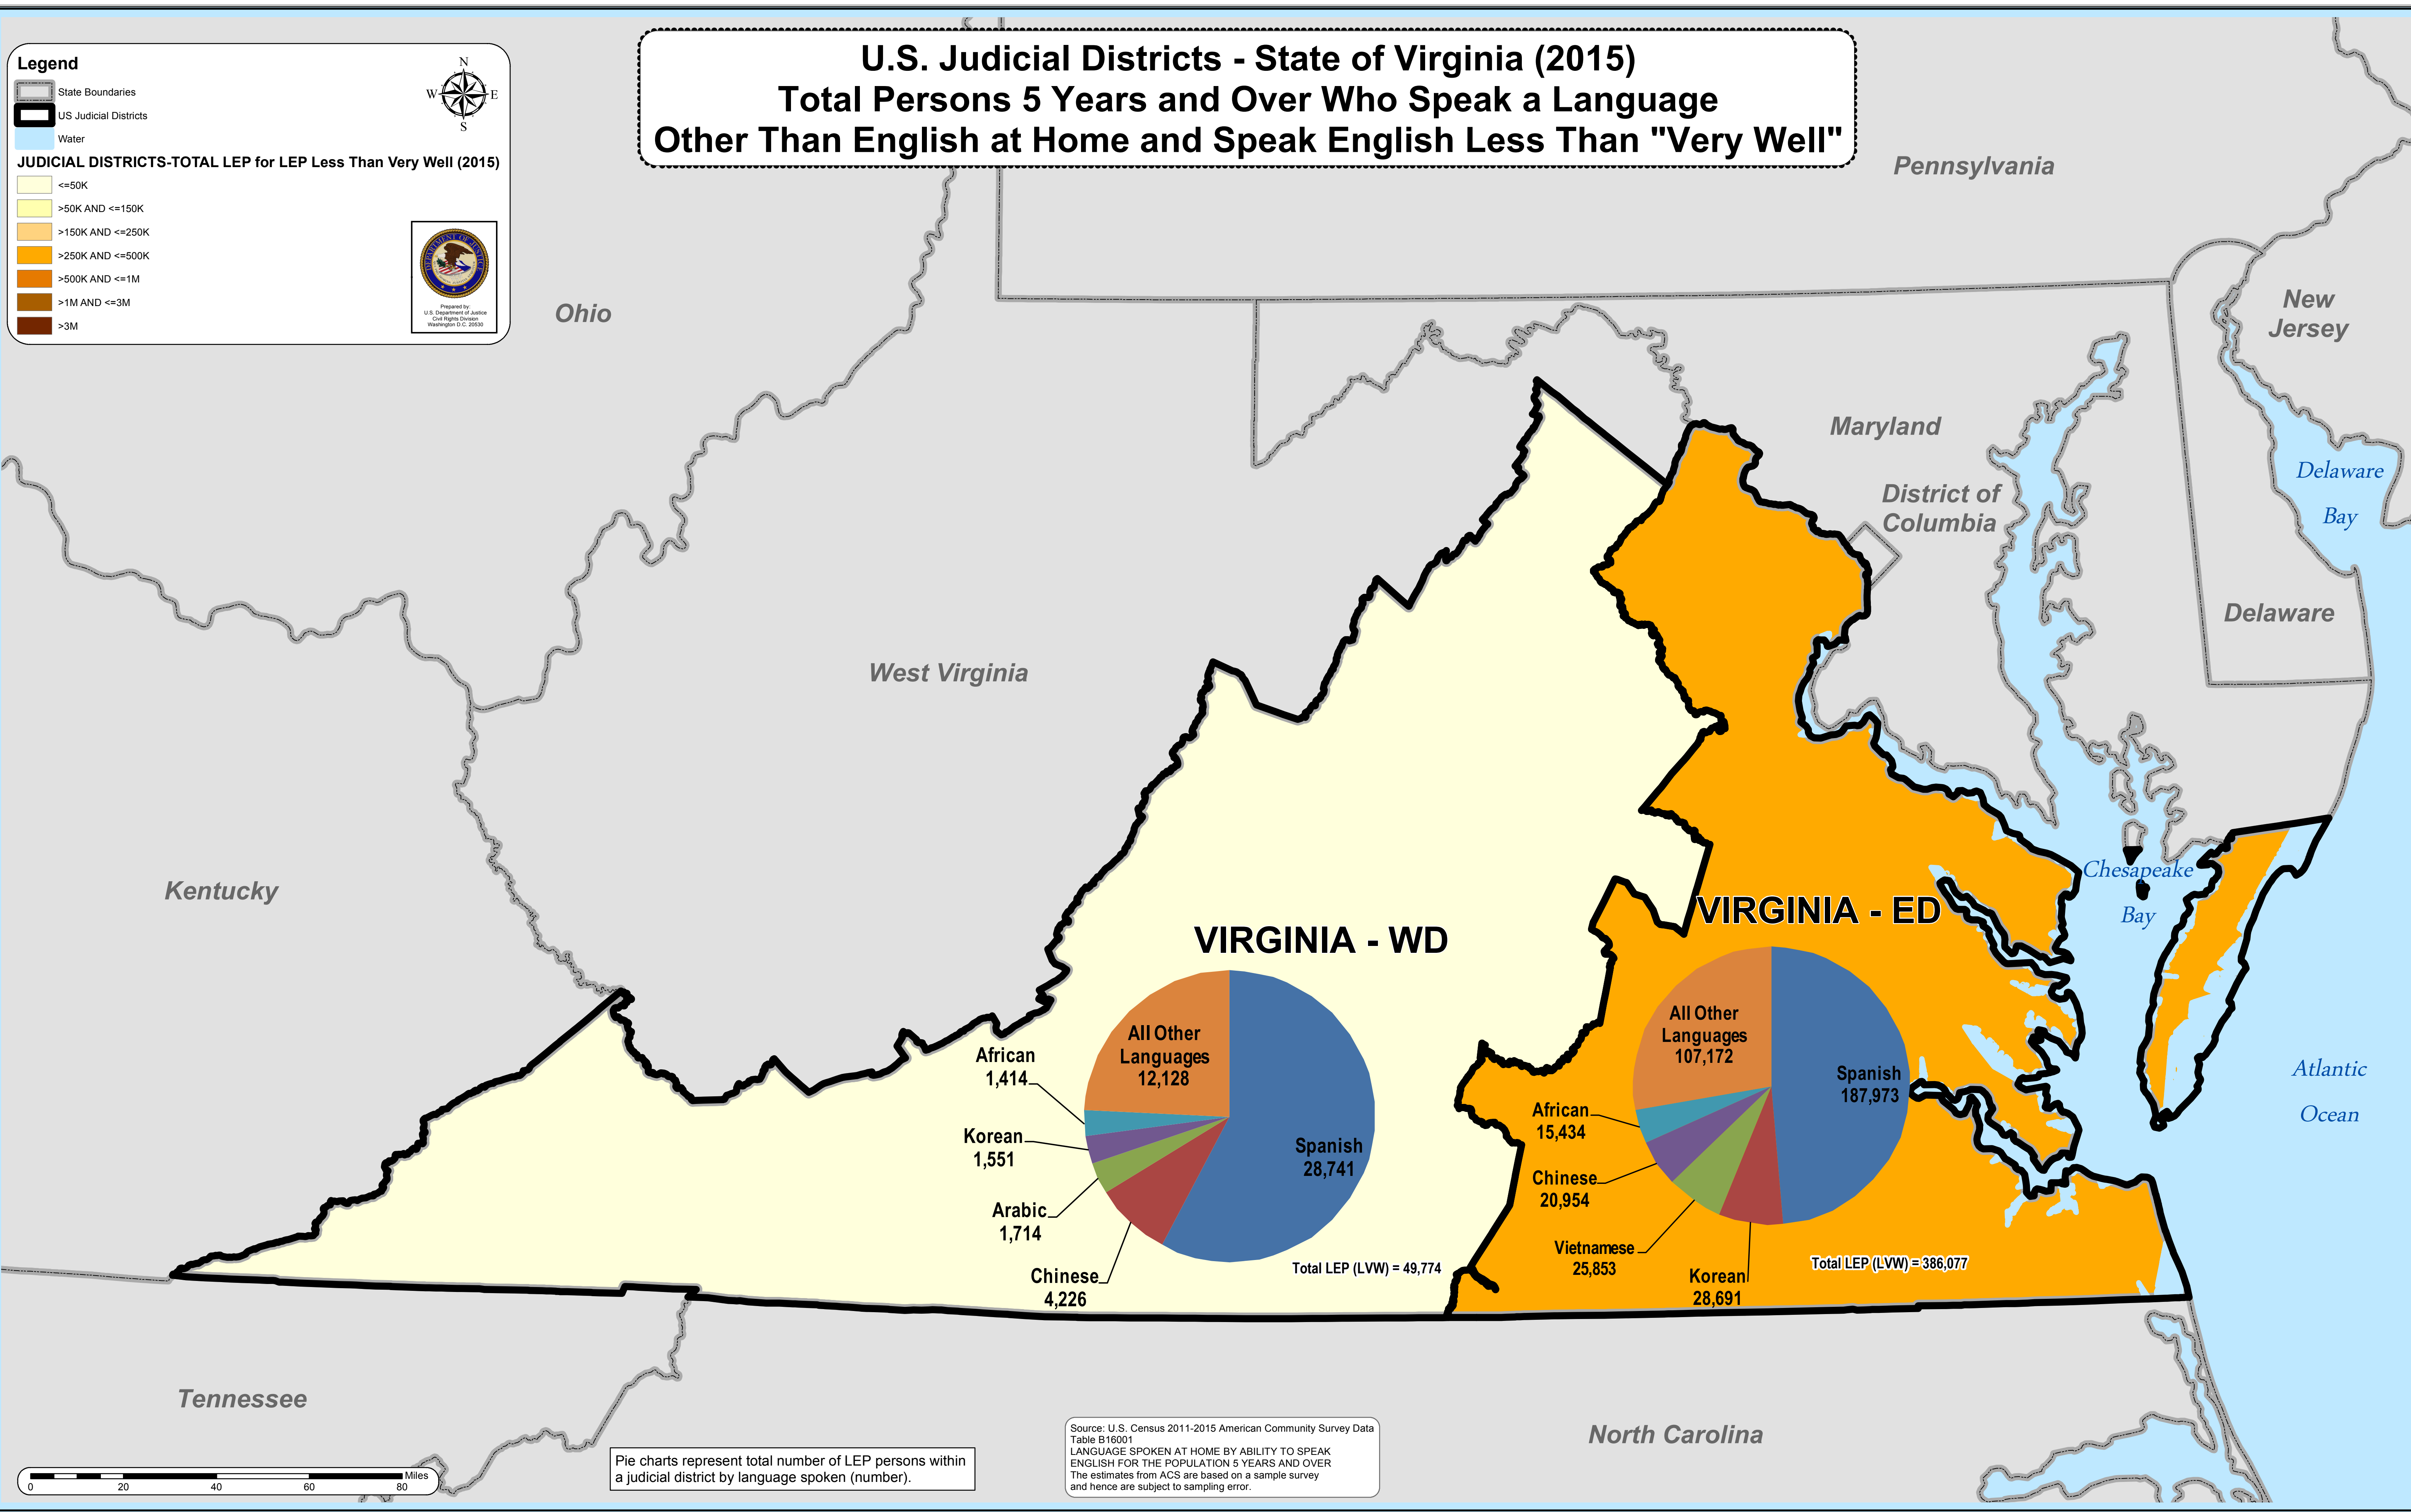 U.S. Judicial Districts - State of Virginia (2015)
Total Persons 5 Years and Over Who Speak a Language
Other Than English at Home and Speak English Less Than "Very Well"
Legend
State Boundaries
US Judicial Districts
Water
JUDICIAL DISTRICTS-TOTAL LEP for LEP Less Than Very Well (2015)
<=50K
>50K AND <=150K
>150K AND <=250K
>250K AND <=500K
>500K AND <=1M
>1M AND <=3M
>3M
N
W
E
S
Prepared by:
U.S. Department of Justice
Civil Rights Division
Washington D.C. 20530
Pennsylvania
Ohio
New
Jersey
Maryland
District of
Columbia
Delaware
Bay
Delaware
West Virginia
Kentucky
Chesapeake
Bay
Atlantic
Ocean
VIRGINIA - WD
All Other
Languages
12,128
African
1,414
Korean
1,551
Arabic
1,714
Chinese
4,226
Spanish
28,741
Total LEP (LVW) = 49,774
VIRGINIA - ED
All Other
Languages
107,172
Spanish
187,973
African
15,434
Chinese
20,954
Vietnamese
25,853
Korean
28,691
Total LEP (LVW) = 386,077
Tennessee
North Carolina
Miles
0 20 40 60 80
Pie charts represent total number of LEP persons within
a judicial district by language spoken (number).
Source: U.S. Census 2011-2015 American Community Survey Data
Table B16001
LANGUAGE SPOKEN AT HOME BY ABILITY TO SPEAK
ENGLISH FOR THE POPULATION 5 YEARS AND OVER
The estimates from ACS are based on a sample survey
and hence are subject to sampling error.